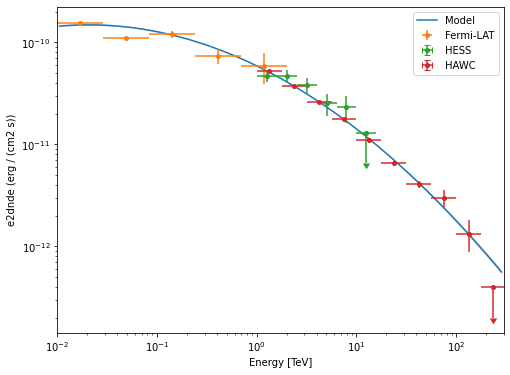 Model
Fermi-LAT
HESS
HAWC
10⁻¹⁰
10⁻¹¹
10⁻¹²
e2dnde (erg / (cm2 s))
10⁻² 10⁻¹ 10⁰ 10¹ 10²
Energy [TeV]